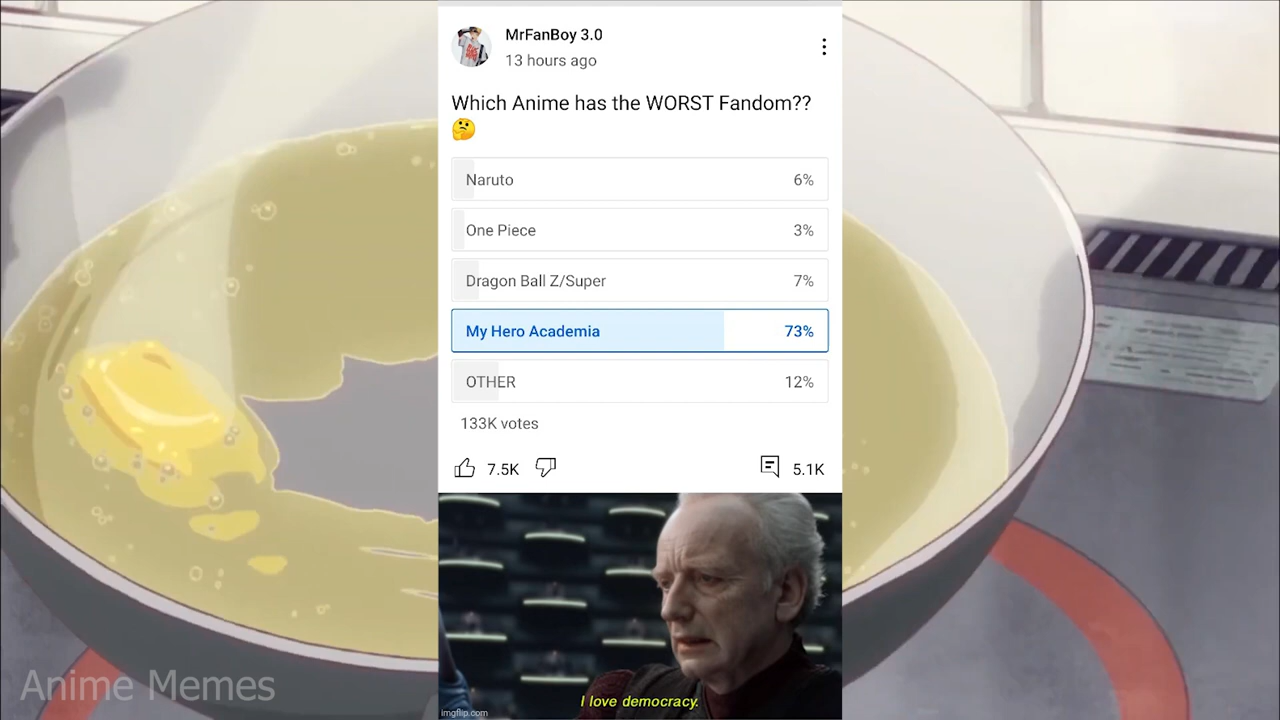 MrFanBoy 3.0
13 hours ago
Which Anime has the WORST Fandom??
🤔
Naruto 6%
One Piece 3%
Dragon Ball Z/Super 7%
My Hero Academia 73%
OTHER 12%
133K votes
7.5K 5.1K
I love democracy.
imgflip.com
Anime Memes